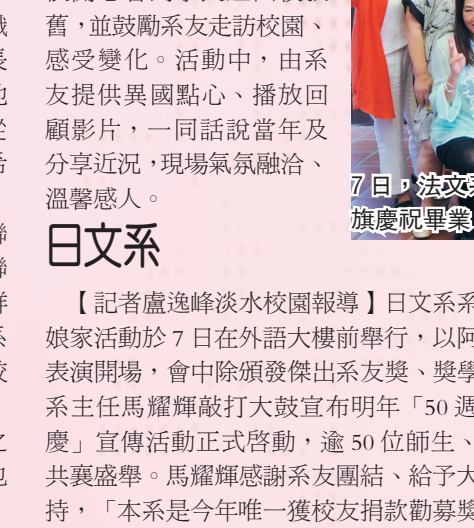 舊，並鼓勵系友走訪校園、
感受變化。活動中，由系
友提供異國點心、播放回
顧影片，一同話說當年及
分享近況，現場氣氛融洽、
溫馨感人。
7 日，法文系
旗慶祝畢業
日文系
【記者盧逸峰淡水校園報導】日文系系
娘家活動於 7 日在外語大樓前舉行，以阿
表演開場，會中除頒發傑出系友獎、獎學
系主任馬耀輝敲打大鼓宣布明年「50 週
慶」宣傳活動正式啓動，逾 50 位師生、
共襄盛舉。馬耀輝感謝系友團結、給予大
持，「本系是今年唯一獲校友捐款勸募獎